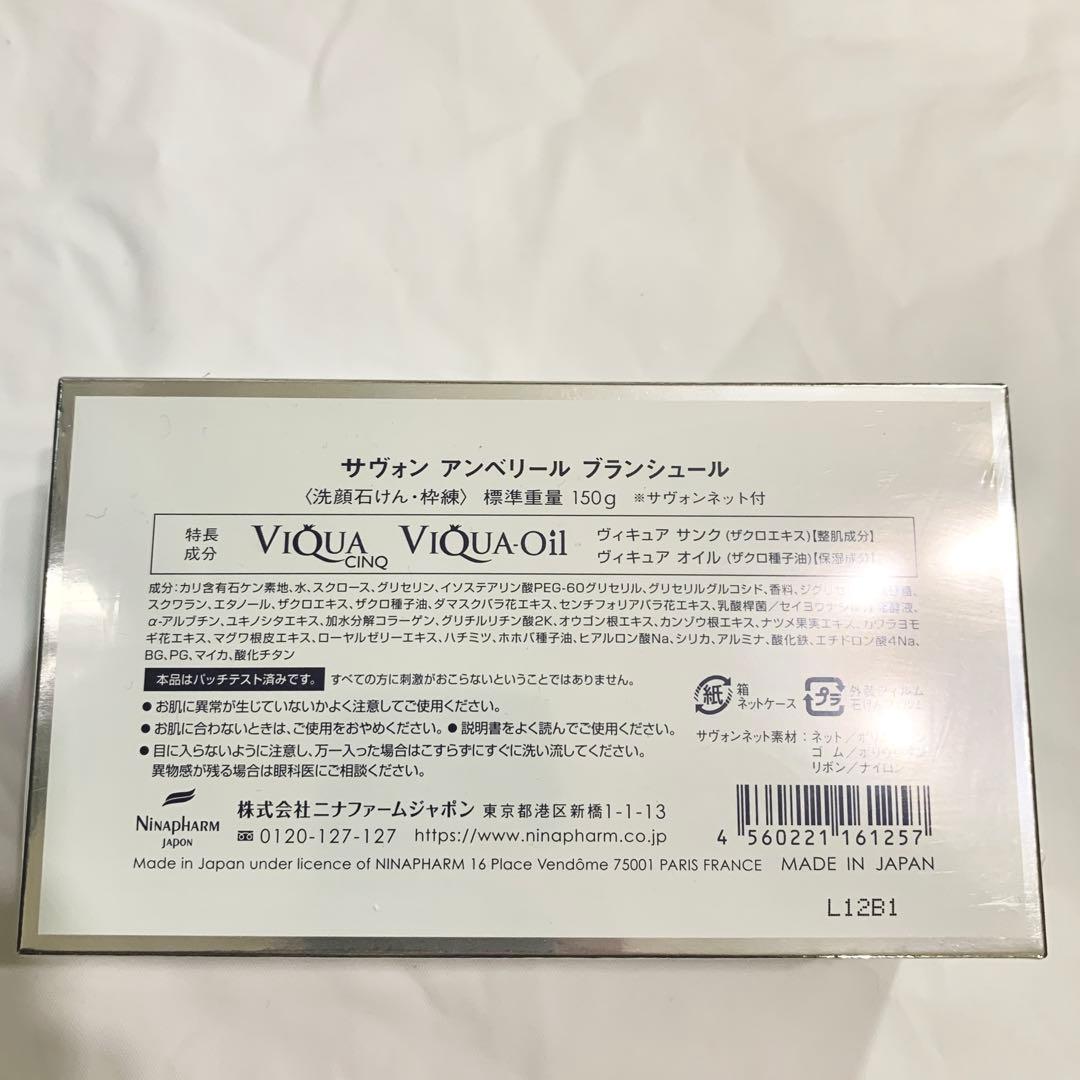 サヴォン アンベリール ブランシュール
〈洗顔石けん・枠練〉 標準重量 150g ※サヴォンネット付
特長成分 VIQUA CINQ VIQUA-Oil ヴィキュア サンク (ザクロエキス)【整肌成分】
ヴィキュア オイル (ザクロ種子油)【保湿成分】
成分:カリ含有石ケン素地、水、スクロース、グリセリン、イソステアリン酸PEG-60グリセリル、グリセリルグルコシド、香料、
スクワラン、エタノール、ザクロエキス、ザクロ種子油、ダマスクバラ花エキス、センチフォリアバラ花エキス、乳酸桿菌/セイヨウナシ
α-アルブチン、ユキノシタエキス、加水分解コラーゲン、グリチルリチン酸2K、オウゴン根エキス、カンゾウ根エキス、ナツメ果実エキス、カワラヨモ
ギ花エキス、マグワ根皮エキス、ローヤルゼリーエキス、ハチミツ、ホホバ種子油、ヒアルロン酸Na、シリカ、アルミナ、酸化鉄、エチドロン酸4Na、
BG、PG、マイカ、酸化チタン
本品はパッチテスト済みです。 すべての方に刺激がおこらないということではありません。
●お肌に異常が生じていないかよく注意してご使用ください。
●お肌に合わないときは、ご使用をおやめください。●説明書をよく読んでご使用ください。
●目に入らないように注意し、万一入った場合はこすらずにすぐに洗い流してください。
異物感が残る場合は眼科医にご相談ください。
紙 箱 ネットケース プラ 外装フィルム
サヴォンネット素材:ネット/
ゴム/
リボン/ナイロン
NINAPHARM JAPON
株式会社ニナファームジャポン 東京都港区新橋1-1-13
0120-127-127 https://www.ninapharm.co.jp
4 560221 161257
Made in Japan under licence of NINAPHARM 16 Place Vendôme 75001 PARIS FRANCE MADE IN JAPAN
L12B1